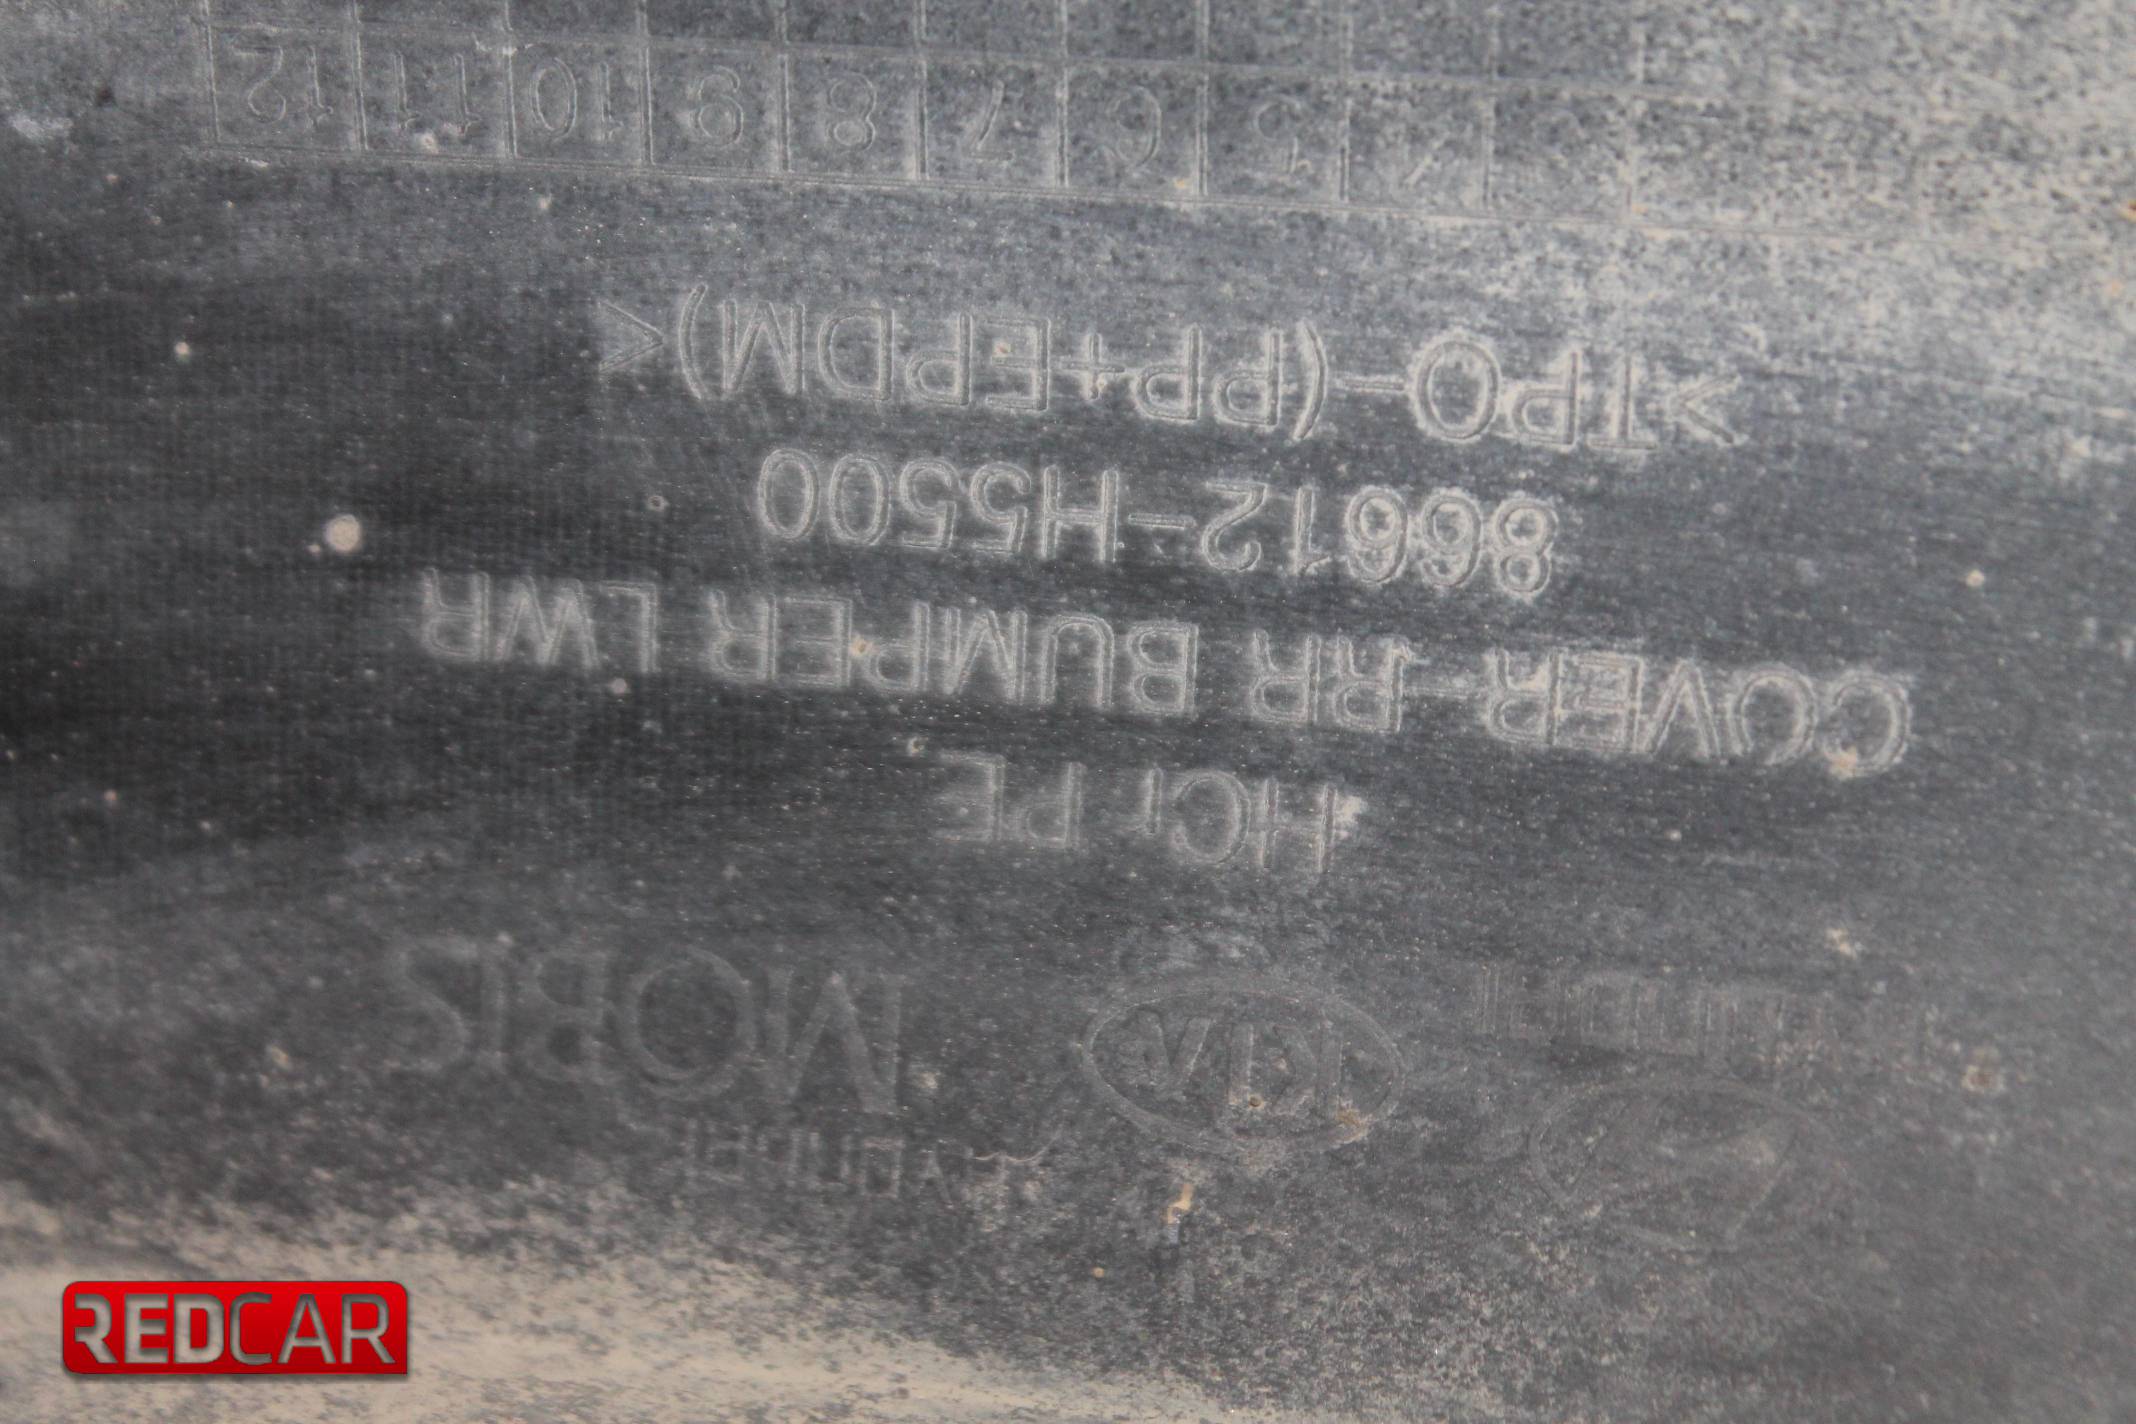 HYUNDAI
KIA
MOBIS
HCr PE
COVER-RR BUMPER LWR
86612-H5500
>TPO-(PP+EPDM)<
4 5 6 7 8 9 10 11 12
REDCAR